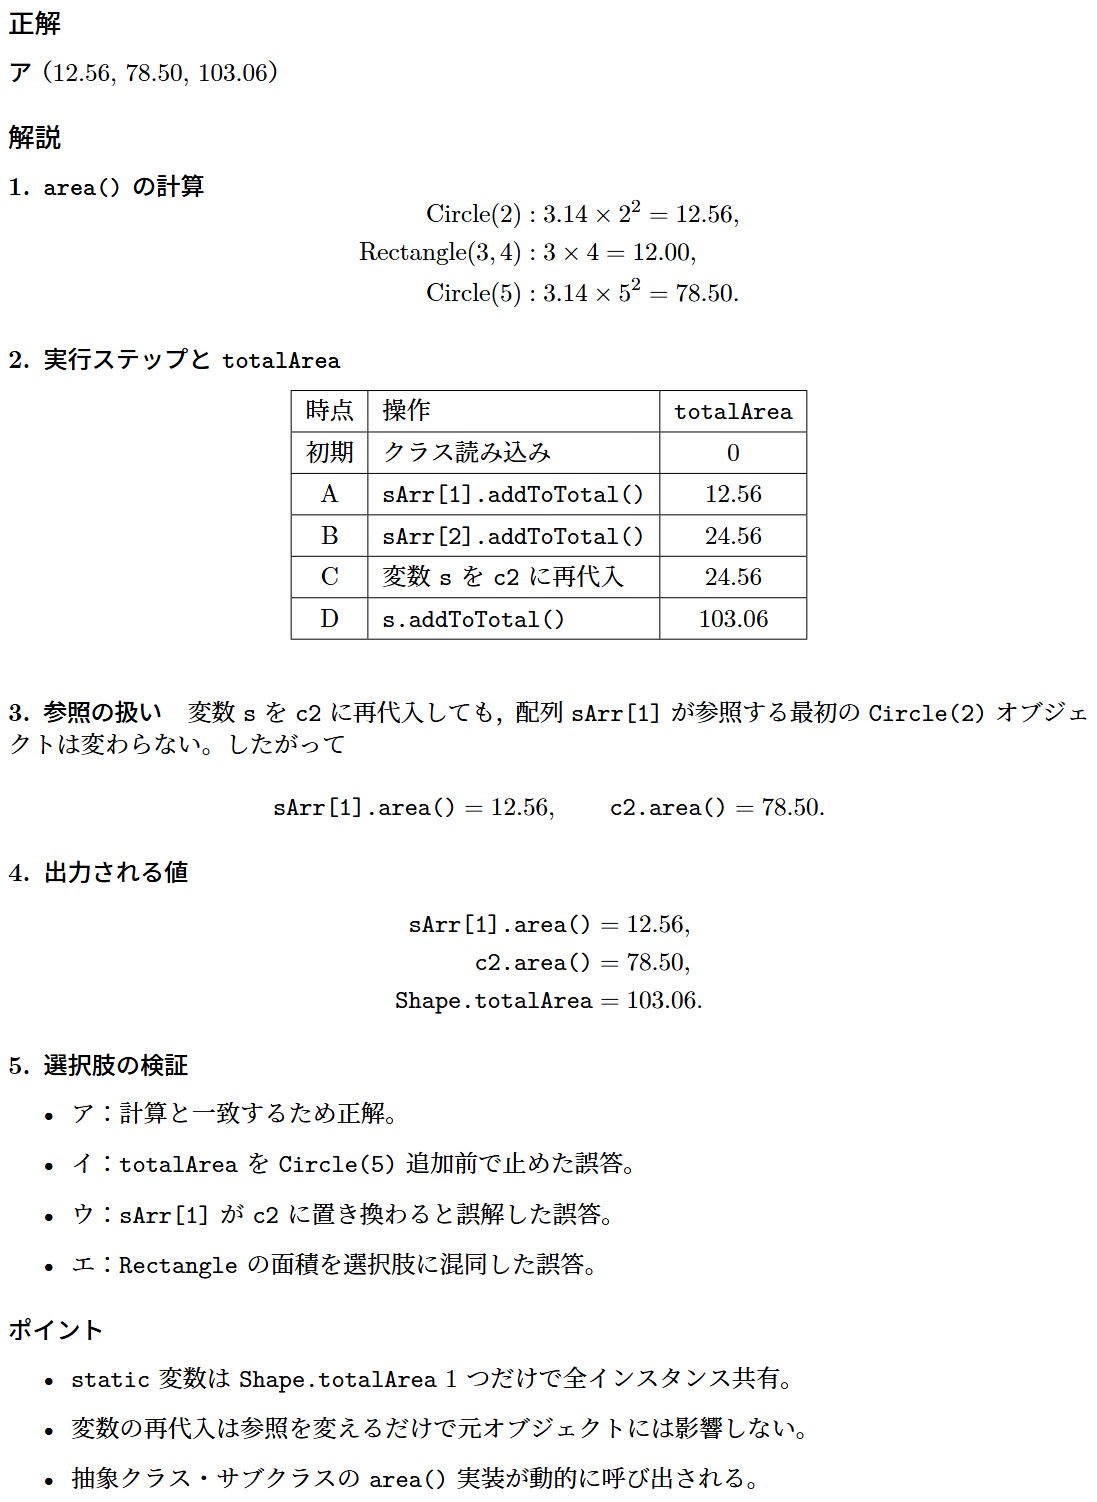 正解
ア（12.56, 78.50, 103.06）
解説
1. area() の計算
Circle(2) : 3.14 × 2² = 12.56,
Rectangle(3, 4) : 3 × 4 = 12.00,
Circle(5) : 3.14 × 5² = 78.50.
2. 実行ステップと totalArea
時点 操作 totalArea
初期 クラス読み込み 0
A sArr[1].addToTotal() 12.56
B sArr[2].addToTotal() 24.56
C 変数 s を c2 に再代入 24.56
D s.addToTotal() 103.06
3. 参照の扱い　変数 s を c2 に再代入しても, 配列 sArr[1] が参照する最初の Circle(2) オブジェ
クトは変わらない。したがって
sArr[1].area() = 12.56, c2.area() = 78.50.
4. 出力される値
sArr[1].area() = 12.56,
c2.area() = 78.50,
Shape.totalArea = 103.06.
5. 選択肢の検証
• ア：計算と一致するため正解。
• イ：totalArea を Circle(5) 追加前で止めた誤答。
• ウ：sArr[1] が c2 に置き換わると誤解した誤答。
• エ：Rectangle の面積を選択肢に混同した誤答。
ポイント
• static 変数は Shape.totalArea 1 つだけで全インスタンス共有。
• 変数の再代入は参照を変えるだけで元オブジェクトには影響しない。
• 抽象クラス・サブクラスの area() 実装が動的に呼び出される。